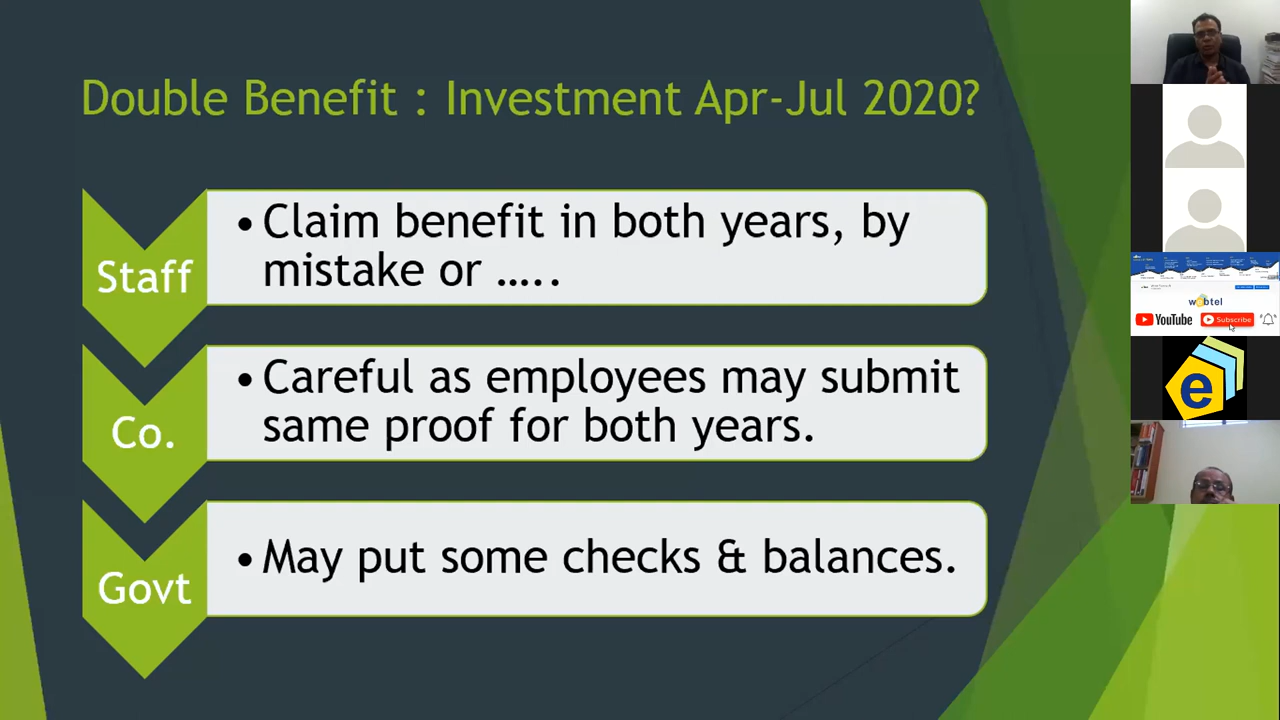 Double Benefit : Investment Apr-Jul 2020?
Staff
•Claim benefit in both years, by
mistake or …..
Co.
•Careful as employees may submit
same proof for both years.
Govt
•May put some checks & balances.
webtel
YouTube
Subscribe
e